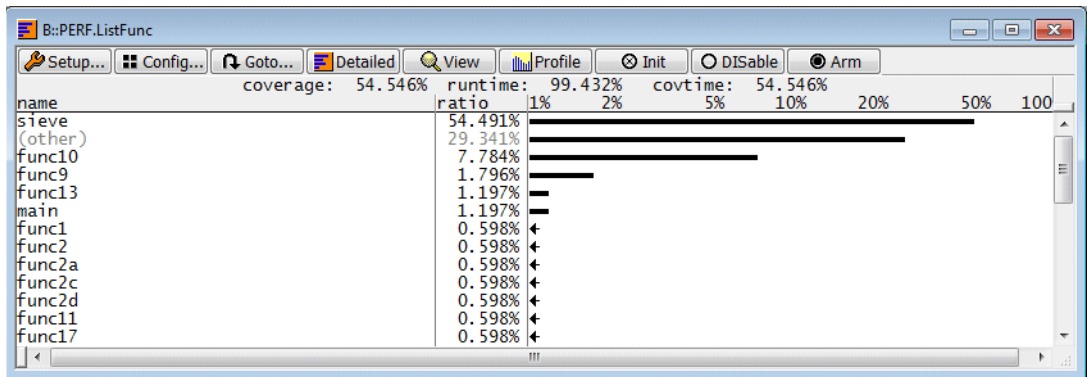 B::PERF.ListFunc
Setup... Config... Goto... Detailed View Profile Init DISable Arm
coverage: 54.546% runtime: 99.432% covtime: 54.546%
name ratio 1% 2% 5% 10% 20% 50% 100
sieve 54.491%
(other) 29.341%
func10 7.784%
func9 1.796%
func13 1.197%
main 1.197%
func1 0.598%
func2 0.598%
func2a 0.598%
func2c 0.598%
func2d 0.598%
func11 0.598%
func17 0.598%